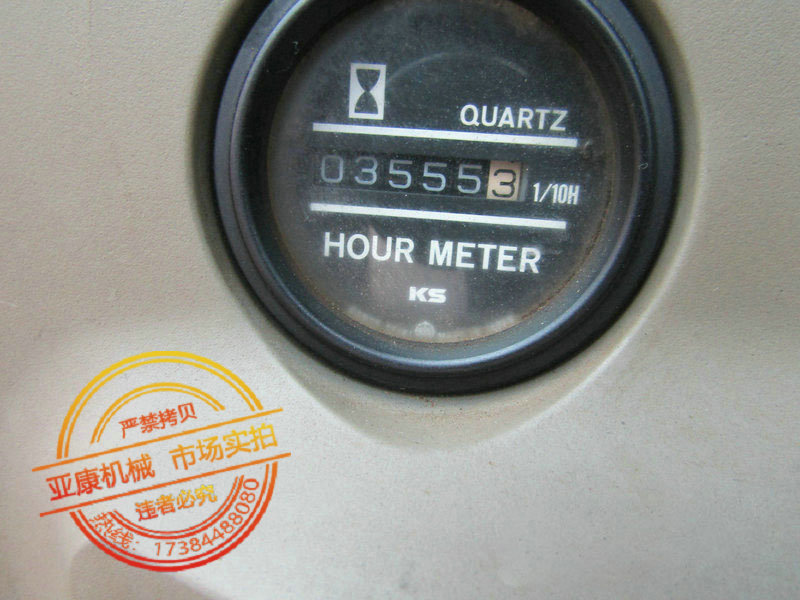 QUARTZ
035553 1/10H
HOUR METER
KS
严禁拷贝
亚康机械 市场实拍
违者必究
热线：17384488080